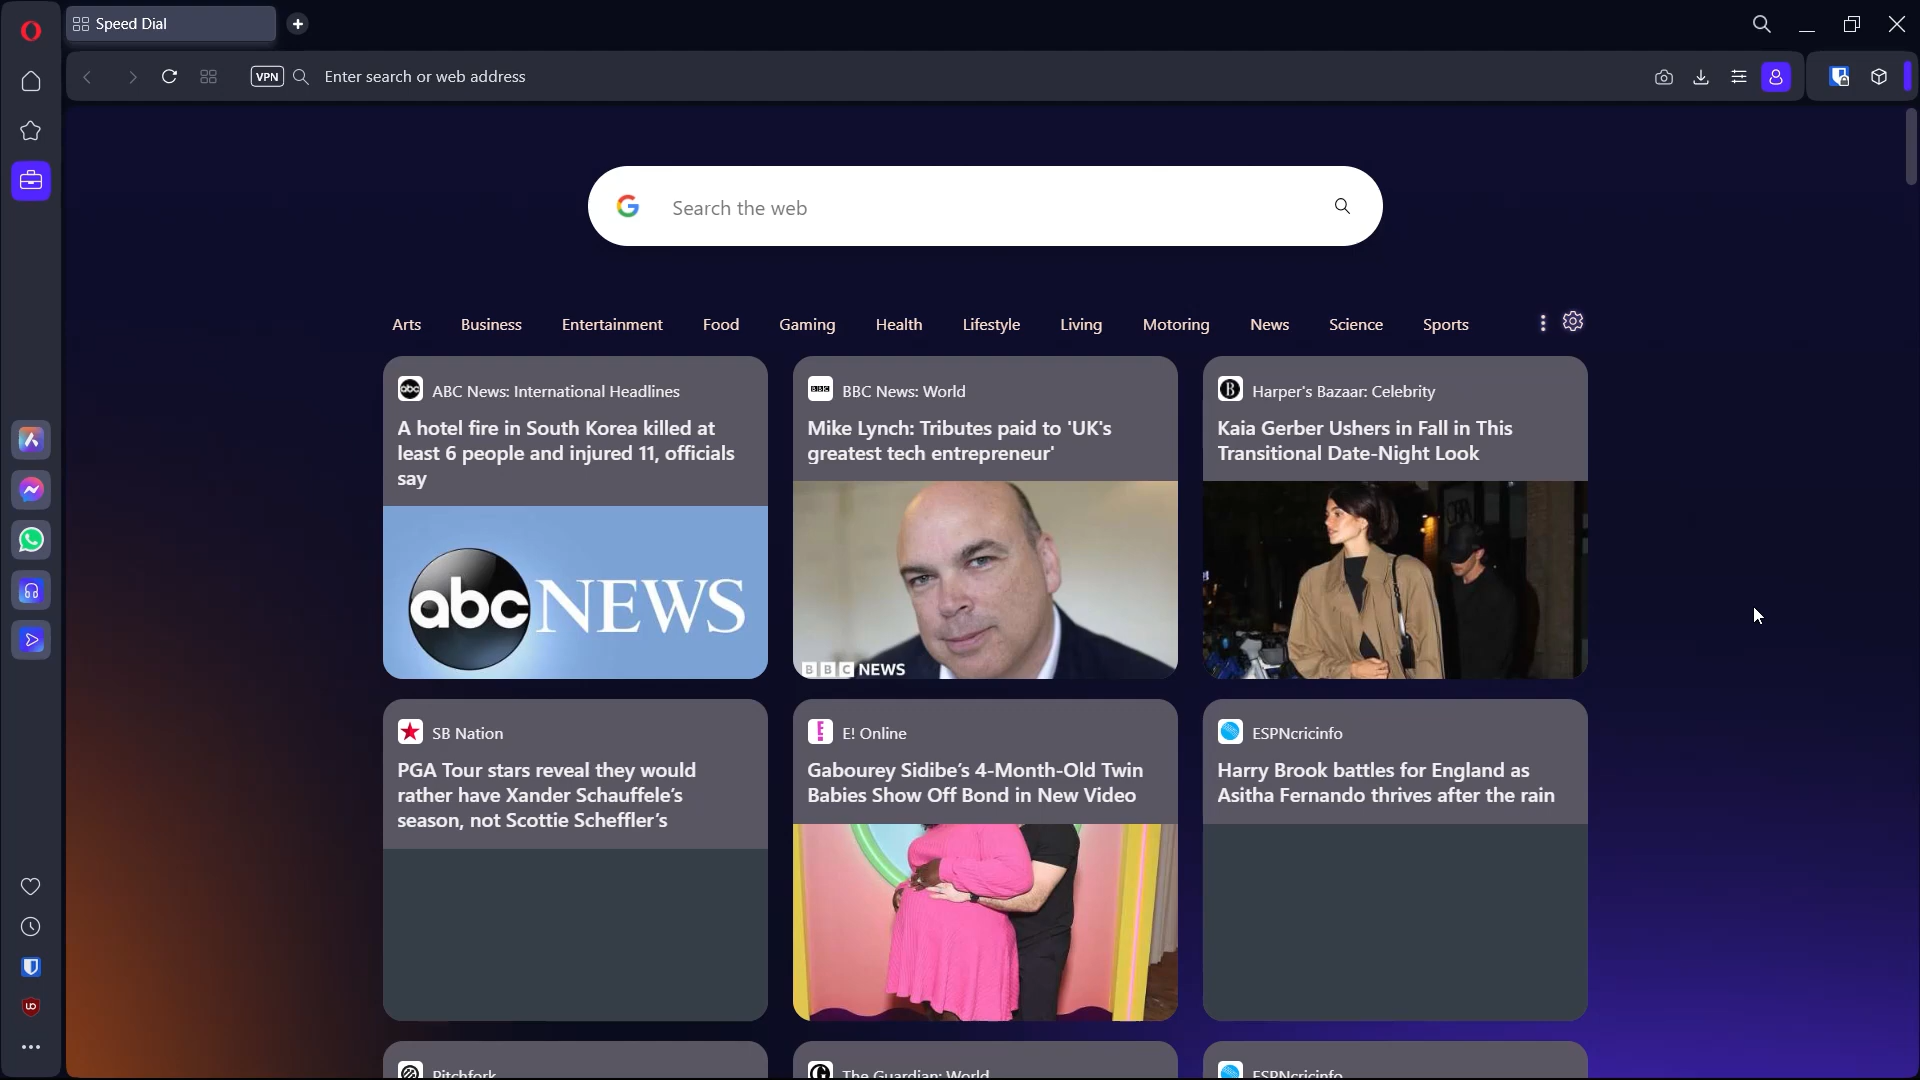 Speed Dial
VPN
Enter search or web address
Search the web
Arts
Business
Entertainment
Food
Gaming
Health
Lifestyle
Living
Motoring
News
Science
Sports
abc
ABC News: International Headlines
A hotel fire in South Korea killed at
least 6 people and injured 11, officials
say
abc NEWS
BBC
BBC News: World
Mike Lynch: Tributes paid to 'UK's
greatest tech entrepreneur'
BBC NEWS
B
Harper's Bazaar: Celebrity
Kaia Gerber Ushers in Fall in This
Transitional Date-Night Look
SB Nation
PGA Tour stars reveal they would
rather have Xander Schauffele’s
season, not Scottie Scheffler’s
E!
E! Online
Gabourey Sidibe’s 4-Month-Old Twin
Babies Show Off Bond in New Video
ESPNcricinfo
Harry Brook battles for England as
Asitha Fernando thrives after the rain
Pitchfork
The Guardian: World
ESPNcricinfo